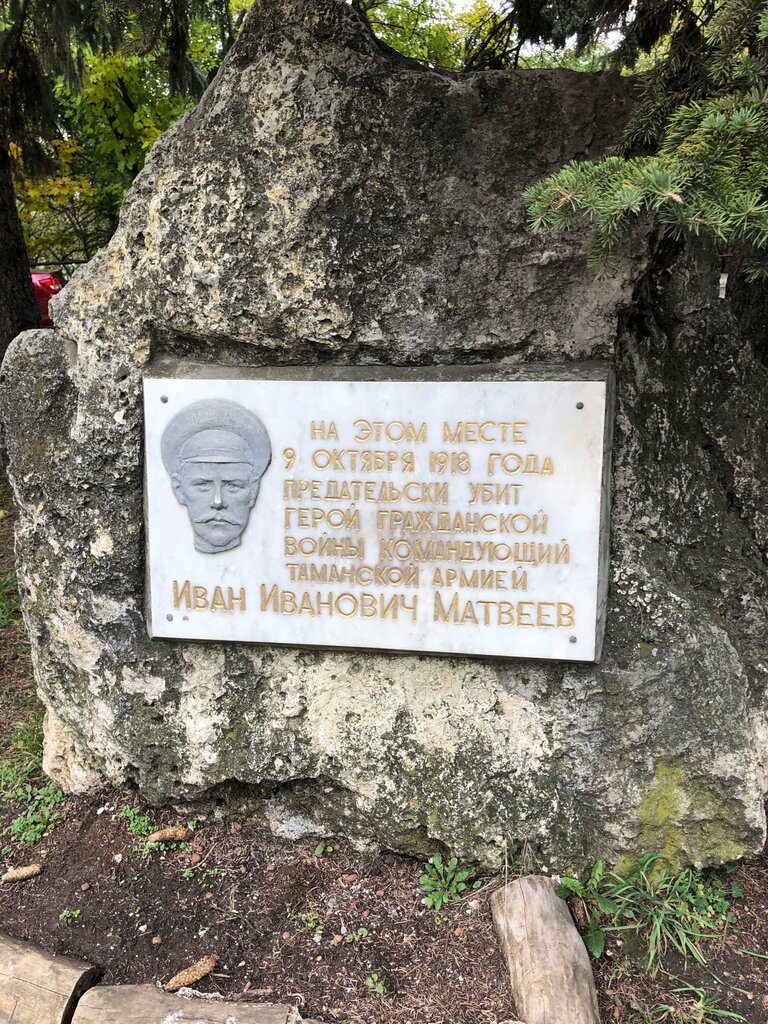 НА ЭТОМ МЕСТЕ
9 ОКТЯБРЯ 1918 ГОДА
ПРЕДАТЕЛЬСКИ УБИТ
ГЕРОЙ ГРАЖДАНСКОЙ
ВОЙНЫ КОМАНДУЮЩИЙ
ТАМАНСКОЙ АРМИЕЙ
ИВАН ИВАНОВИЧ МАТВЕЕВ